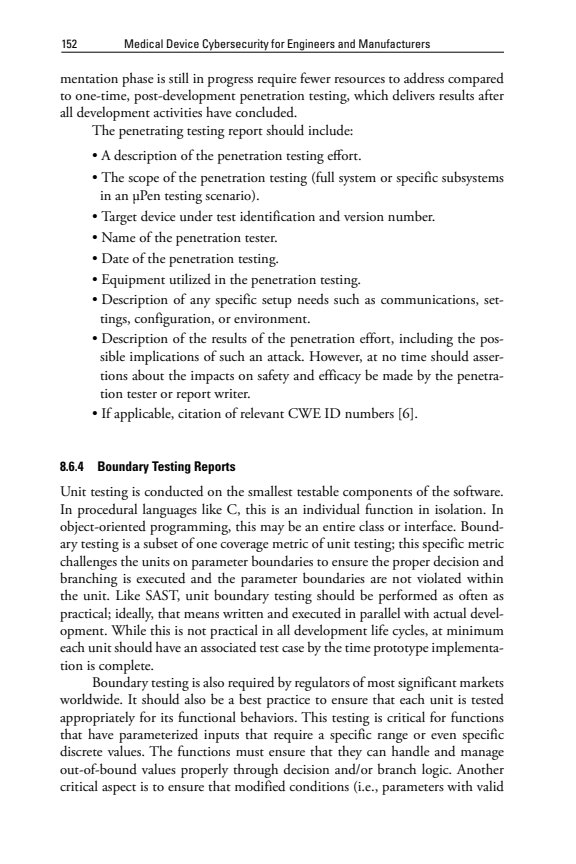 152 Medical Device Cybersecurity for Engineers and Manufacturers
mentation phase is still in progress require fewer resources to address compared
to one-time, post-development penetration testing, which delivers results after
all development activities have concluded.
The penetrating testing report should include:
• A description of the penetration testing effort.
• The scope of the penetration testing (full system or specific subsystems
in an µPen testing scenario).
• Target device under test identification and version number.
• Name of the penetration tester.
• Date of the penetration testing.
• Equipment utilized in the penetration testing.
• Description of any specific setup needs such as communications, set-
tings, configuration, or environment.
• Description of the results of the penetration effort, including the pos-
sible implications of such an attack. However, at no time should asser-
tions about the impacts on safety and efficacy be made by the penetra-
tion tester or report writer.
• If applicable, citation of relevant CWE ID numbers [6].
8.6.4 Boundary Testing Reports
Unit testing is conducted on the smallest testable components of the software.
In procedural languages like C, this is an individual function in isolation. In
object-oriented programming, this may be an entire class or interface. Bound-
ary testing is a subset of one coverage metric of unit testing; this specific metric
challenges the units on parameter boundaries to ensure the proper decision and
branching is executed and the parameter boundaries are not violated within
the unit. Like SAST, unit boundary testing should be performed as often as
practical; ideally, that means written and executed in parallel with actual devel-
opment. While this is not practical in all development life cycles, at minimum
each unit should have an associated test case by the time prototype implementa-
tion is complete.
Boundary testing is also required by regulators of most significant markets
worldwide. It should also be a best practice to ensure that each unit is tested
appropriately for its functional behaviors. This testing is critical for functions
that have parameterized inputs that require a specific range or even specific
discrete values. The functions must ensure that they can handle and manage
out-of-bound values properly through decision and/or branch logic. Another
critical aspect is to ensure that modified conditions (i.e., parameters with valid